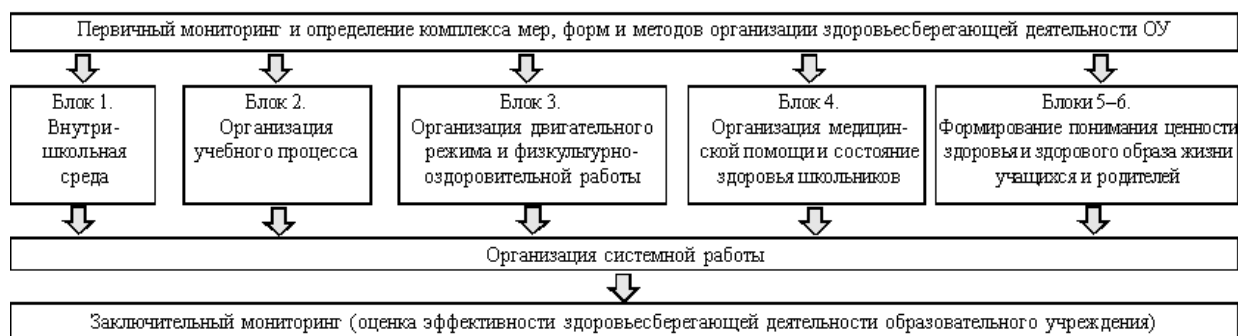 Первичный мониторинг и определение комплекса мер, форм и методов организации здоровьесберегающей деятельности ОУ
Блок 1.
Внутри-
школьная
среда
Блок 2.
Организация
учебного процесса
Блок 3.
Организация двигательного
режима и физкультурно-
оздоровительной работы
Блок 4.
Организация медицин-
ской помощи и состояние
здоровья школьников
Блоки 5–6.
Формирование понимания ценности
здоровья и здорового образа жизни
учащихся и родителей
Организация системной работы
Заключительный мониторинг (оценка эффективности здоровьесберегающей деятельности образовательного учреждения)